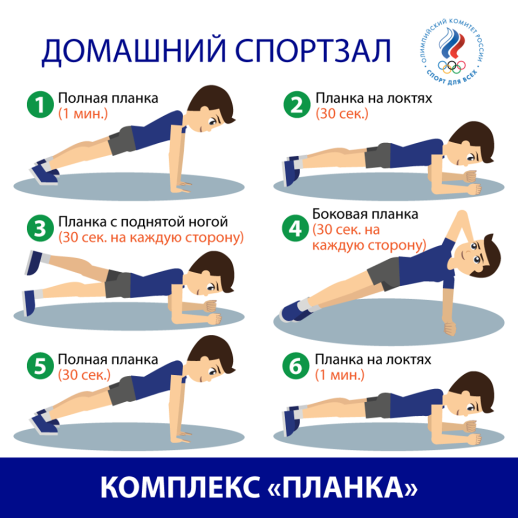 ДОМАШНИЙ СПОРТЗАЛ
ОЛИМПИЙСКИЙ КОМИТЕТ РОССИИ
СПОРТ ДЛЯ ВСЕХ
1 Полная планка
(1 мин.)
2 Планка на локтях
(30 сек.)
3 Планка с поднятой ногой
(30 сек. на каждую сторону)
4 Боковая планка
(30 сек. на
каждую сторону)
5 Полная планка
(30 сек.)
6 Планка на локтях
(1 мин.)
КОМПЛЕКС «ПЛАНКА»